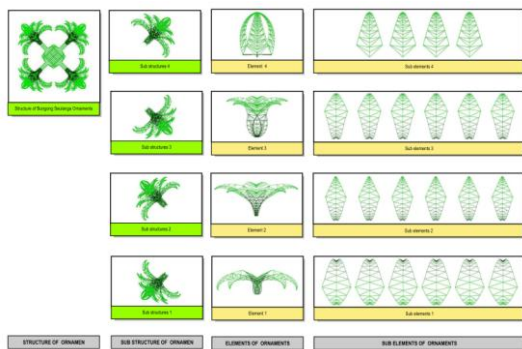 Sub structures 4
Element 4
Sub-elements 4
Structure of Bongong Seulanga Ornaments
Sub structures 3
Element 3
Sub-elements 3
Sub structures 2
Element 2
Sub-elements 2
Sub structures 1
Element 1
Sub-elements 1
STRUCTURE OF ORNAMEN
SUB STRUCTURE OF ORNAMEN
ELEMENTS OF ORNAMENTS
SUB ELEMENTS OF ORNAMENTS